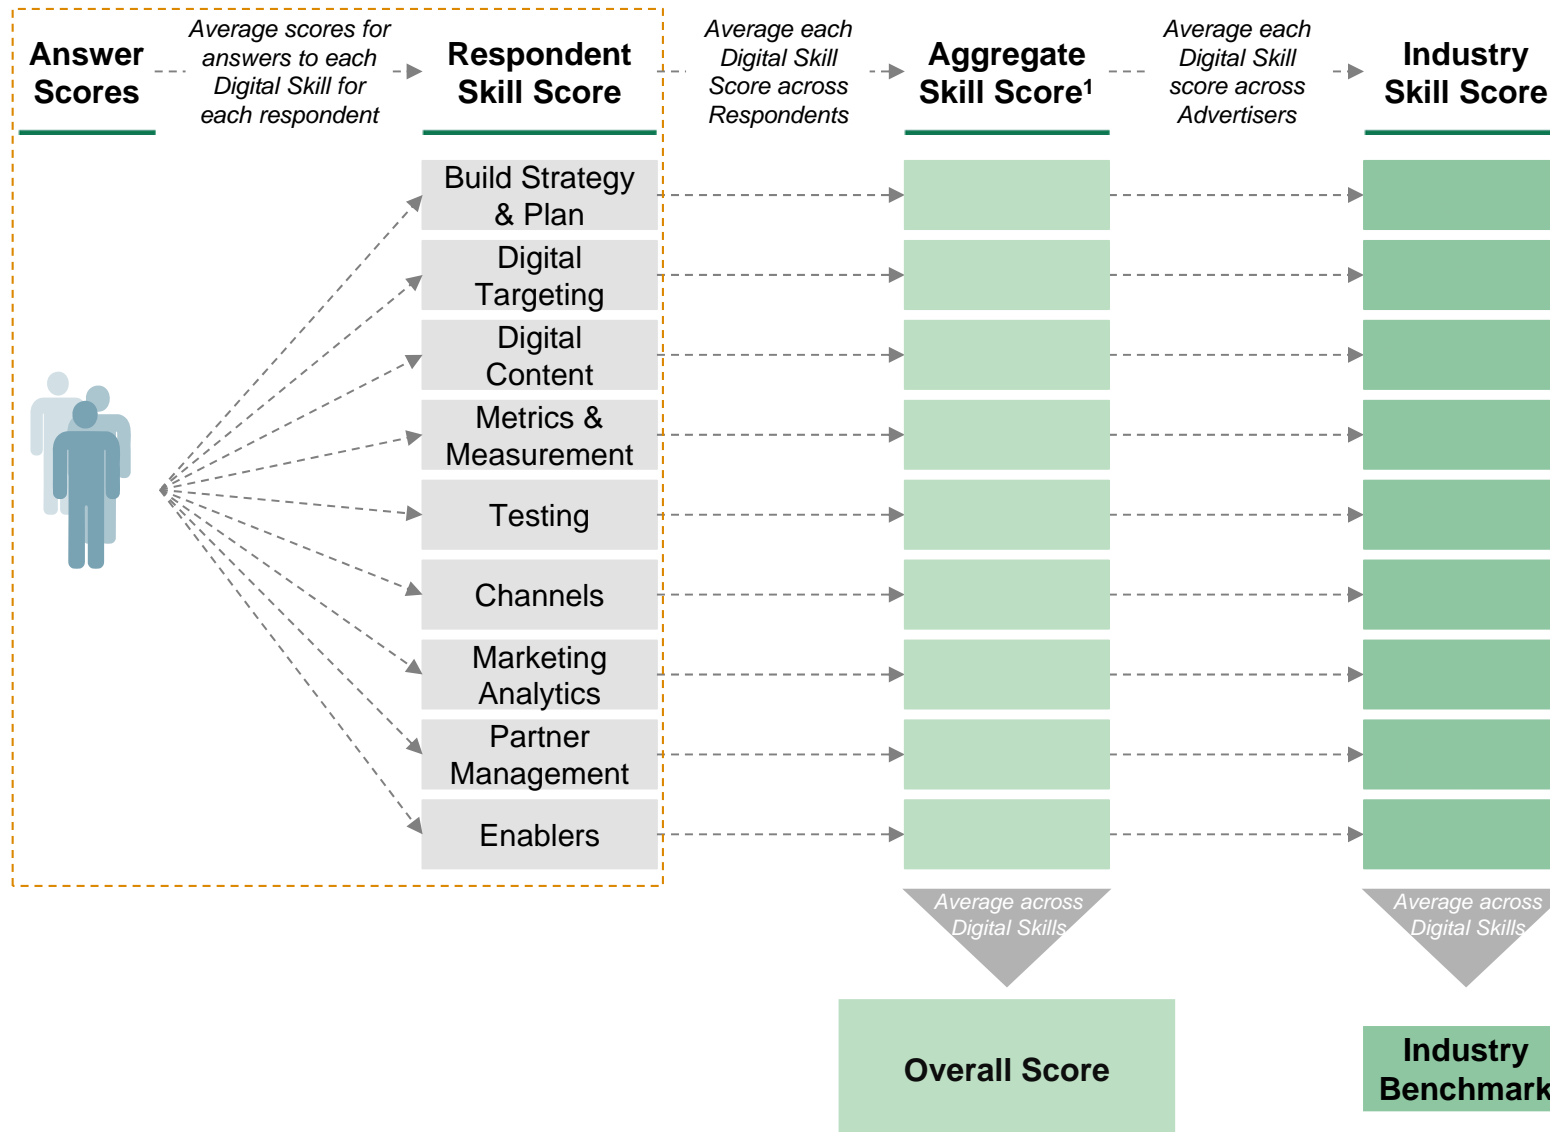 Answer
Scores
Average scores for
answers to each
Digital Skill for
each respondent
Respondent
Skill Score
Average each
Digital Skill
Score across
Respondents
Aggregate
Skill Score¹
Average each
Digital Skill
score across
Advertisers
Industry
Skill Score
Build Strategy
& Plan
Digital
Targeting
Digital
Content
Metrics &
Measurement
Testing
Channels
Marketing
Analytics
Partner
Management
Enablers
Average across
Digital Skills
Average across
Digital Skills
Overall Score
Industry
Benchmark